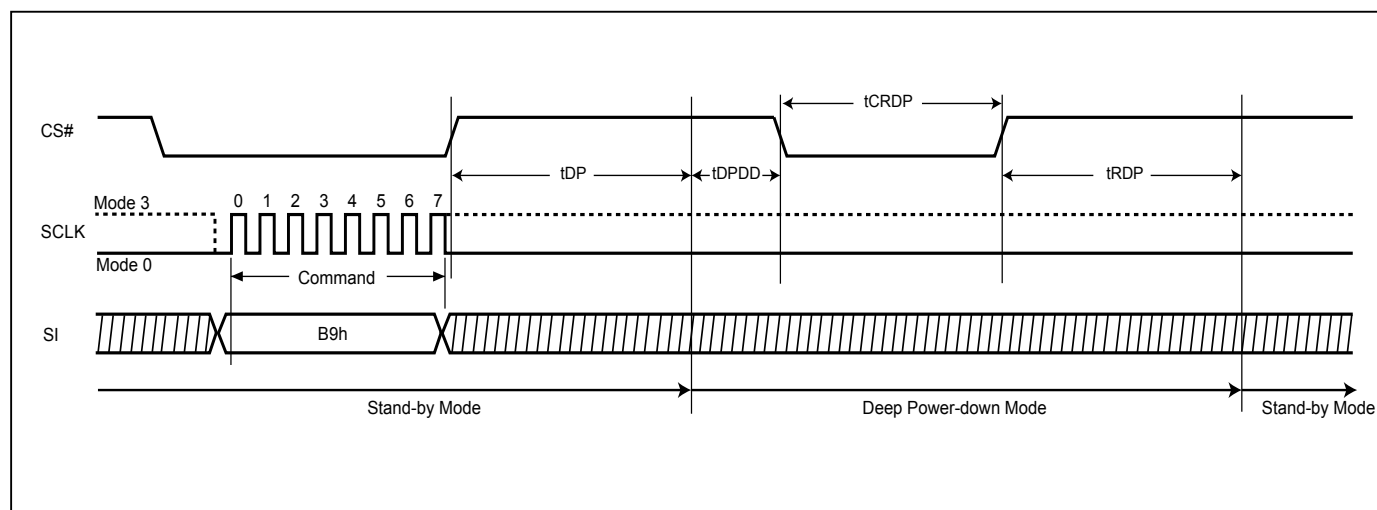 tCRDP
CS#
tDP
tDPDD
tRDP
Mode 3
0 1 2 3 4 5 6 7
SCLK
Mode 0
Command
SI
B9h
Stand-by Mode
Deep Power-down Mode
Stand-by Mode